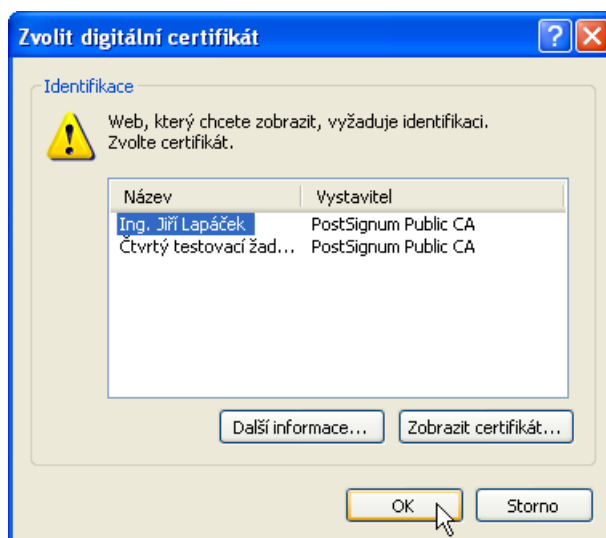 Zvolit digitální certifikát
Identifikace
Web, který chcete zobrazit, vyžaduje identifikaci.
Zvolte certifikát.
Název Vystavitel
Ing. Jiří Lapáček PostSignum Public CA
Čtvrtý testovací žad... PostSignum Public CA
Další informace... Zobrazit certifikát...
OK Storno